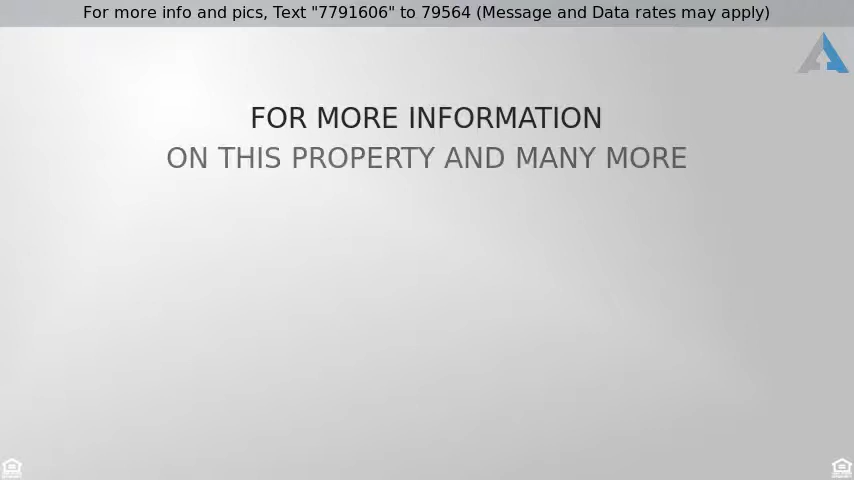 For more info and pics, Text "7791606" to 79564 (Message and Data rates may apply)
FOR MORE INFORMATION
ON THIS PROPERTY AND MANY MORE